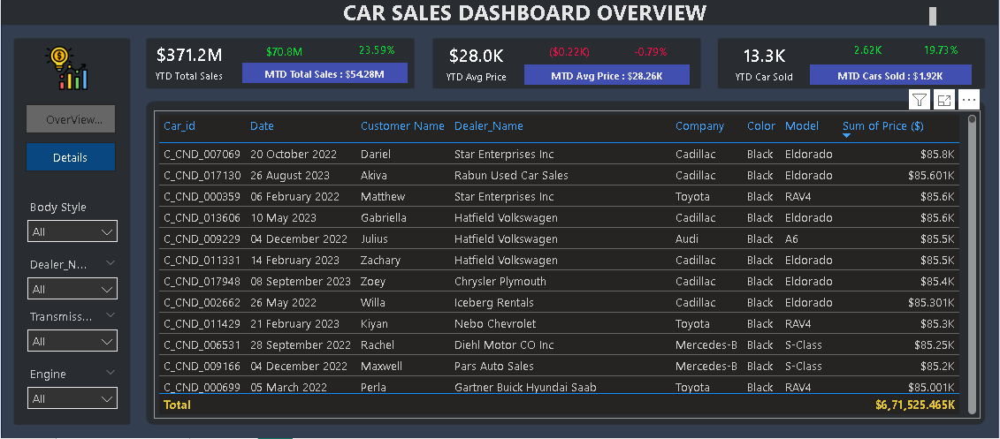 CAR SALES DASHBOARD OVERVIEW
$371.2M
YTD Total Sales
$70.8M 23.59%
MTD Total Sales : $54.28M
$28.0K
YTD Avg Price
($0.22K) -0.79%
MTD Avg Price : $28.26K
13.3K
YTD Car Sold
2.62K 19.73%
MTD Cars Sold : $1.92K
OverView...
Details
Body Style
All
Dealer_N...
All
Transmiss...
All
Engine
All
Car_id Date Customer Name Dealer_Name Company Color Model Sum of Price ($)
C_CND_007069 20 October 2022 Dariel Star Enterprises Inc Cadillac Black Eldorado $85.8K
C_CND_017130 26 August 2023 Akiva Rabun Used Car Sales Cadillac Black Eldorado $85.601K
C_CND_000359 06 February 2022 Matthew Star Enterprises Inc Toyota Black RAV4 $85.6K
C_CND_013606 10 May 2023 Gabriella Hatfield Volkswagen Cadillac Black Eldorado $85.6K
C_CND_009229 04 December 2022 Julius Hatfield Volkswagen Audi Black A6 $85.5K
C_CND_011331 14 February 2023 Zachary Hatfield Volkswagen Cadillac Black Eldorado $85.5K
C_CND_017948 08 September 2023 Zoey Chrysler Plymouth Cadillac Black Eldorado $85.4K
C_CND_002662 26 May 2022 Willa Iceberg Rentals Cadillac Black Eldorado $85.301K
C_CND_011429 21 February 2023 Kiyan Nebo Chevrolet Toyota Black RAV4 $85.3K
C_CND_006531 28 September 2022 Rachel Diehl Motor CO Inc Mercedes-B Black S-Class $85.25K
C_CND_009166 04 December 2022 Maxwell Pars Auto Sales Mercedes-B Black S-Class $85.2K
C_CND_000699 05 March 2022 Perla Gartner Buick Hyundai Saab Toyota Black RAV4 $85.001K
Total $6,71,525.465K